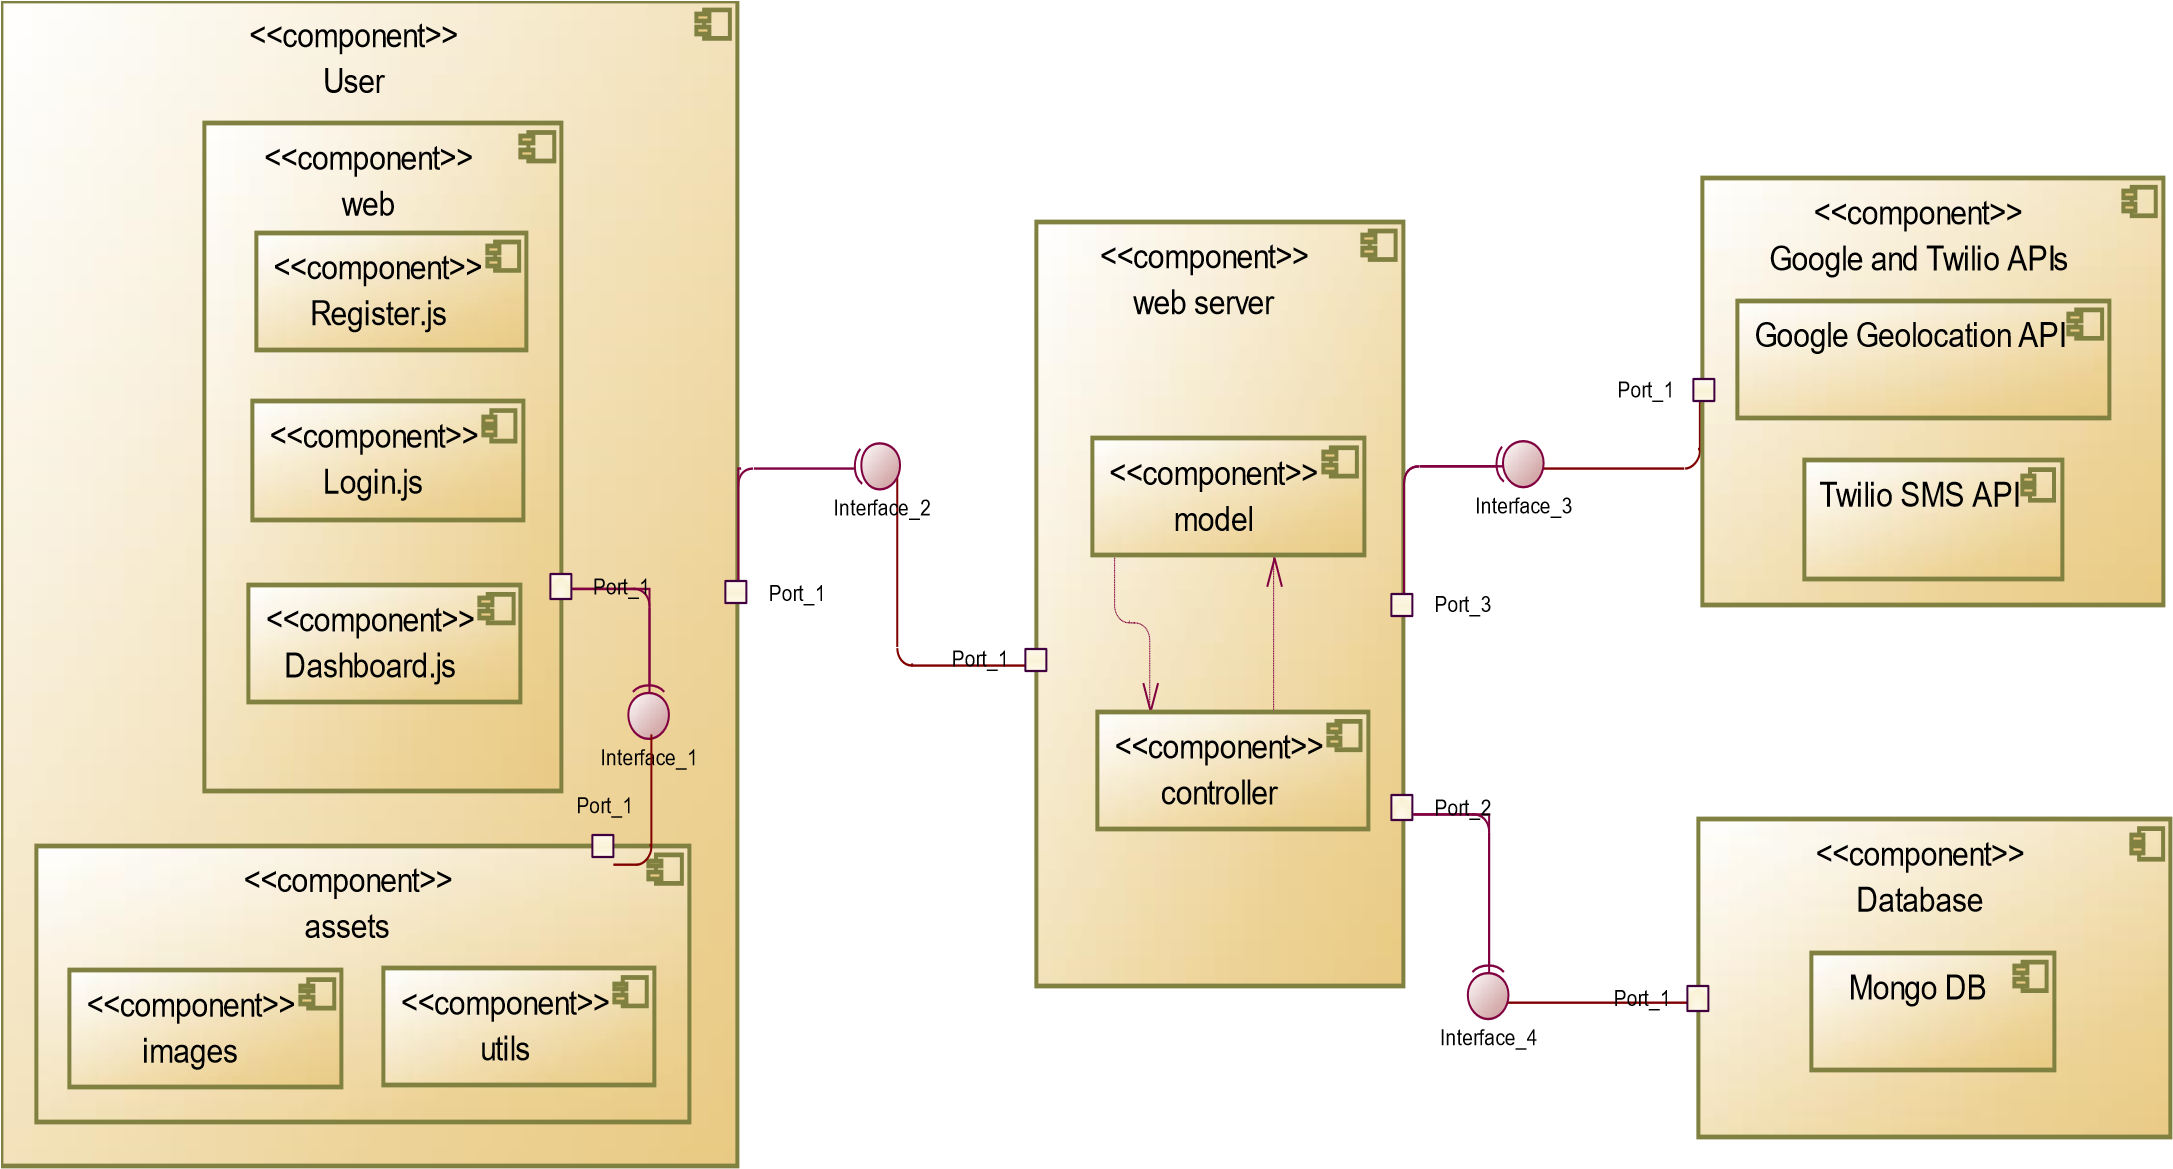 <<component>>
User
<<component>>
web
<<component>>
Register.js
<<component>>
Login.js
<<component>>
Dashboard.js
Port_1
Interface_1
Port_1
<<component>>
assets
<<component>>
images
<<component>>
utils
Port_1
Interface_2
Port_1
<<component>>
web server
<<component>>
model
<<component>>
controller
Port_3
Port_2
Interface_3
Port_1
<<component>>
Google and Twilio APIs
Google Geolocation API
Twilio SMS API
Interface_4
Port_1
<<component>>
Database
Mongo DB